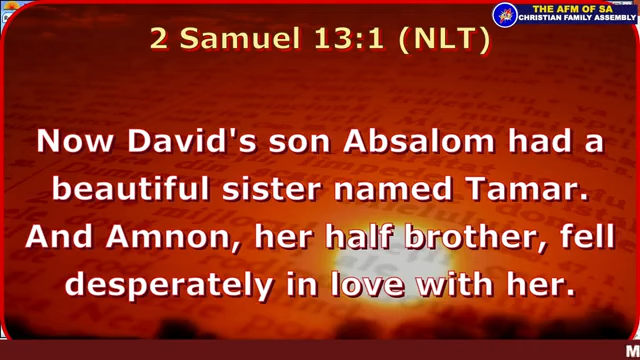 THE AFM OF SA
CHRISTIAN FAMILY ASSEMBLY
2 Samuel 13:1 (NLT)
Now David's son Absalom had a
beautiful sister named Tamar.
And Amnon, her half brother, fell
desperately in love with her.
M